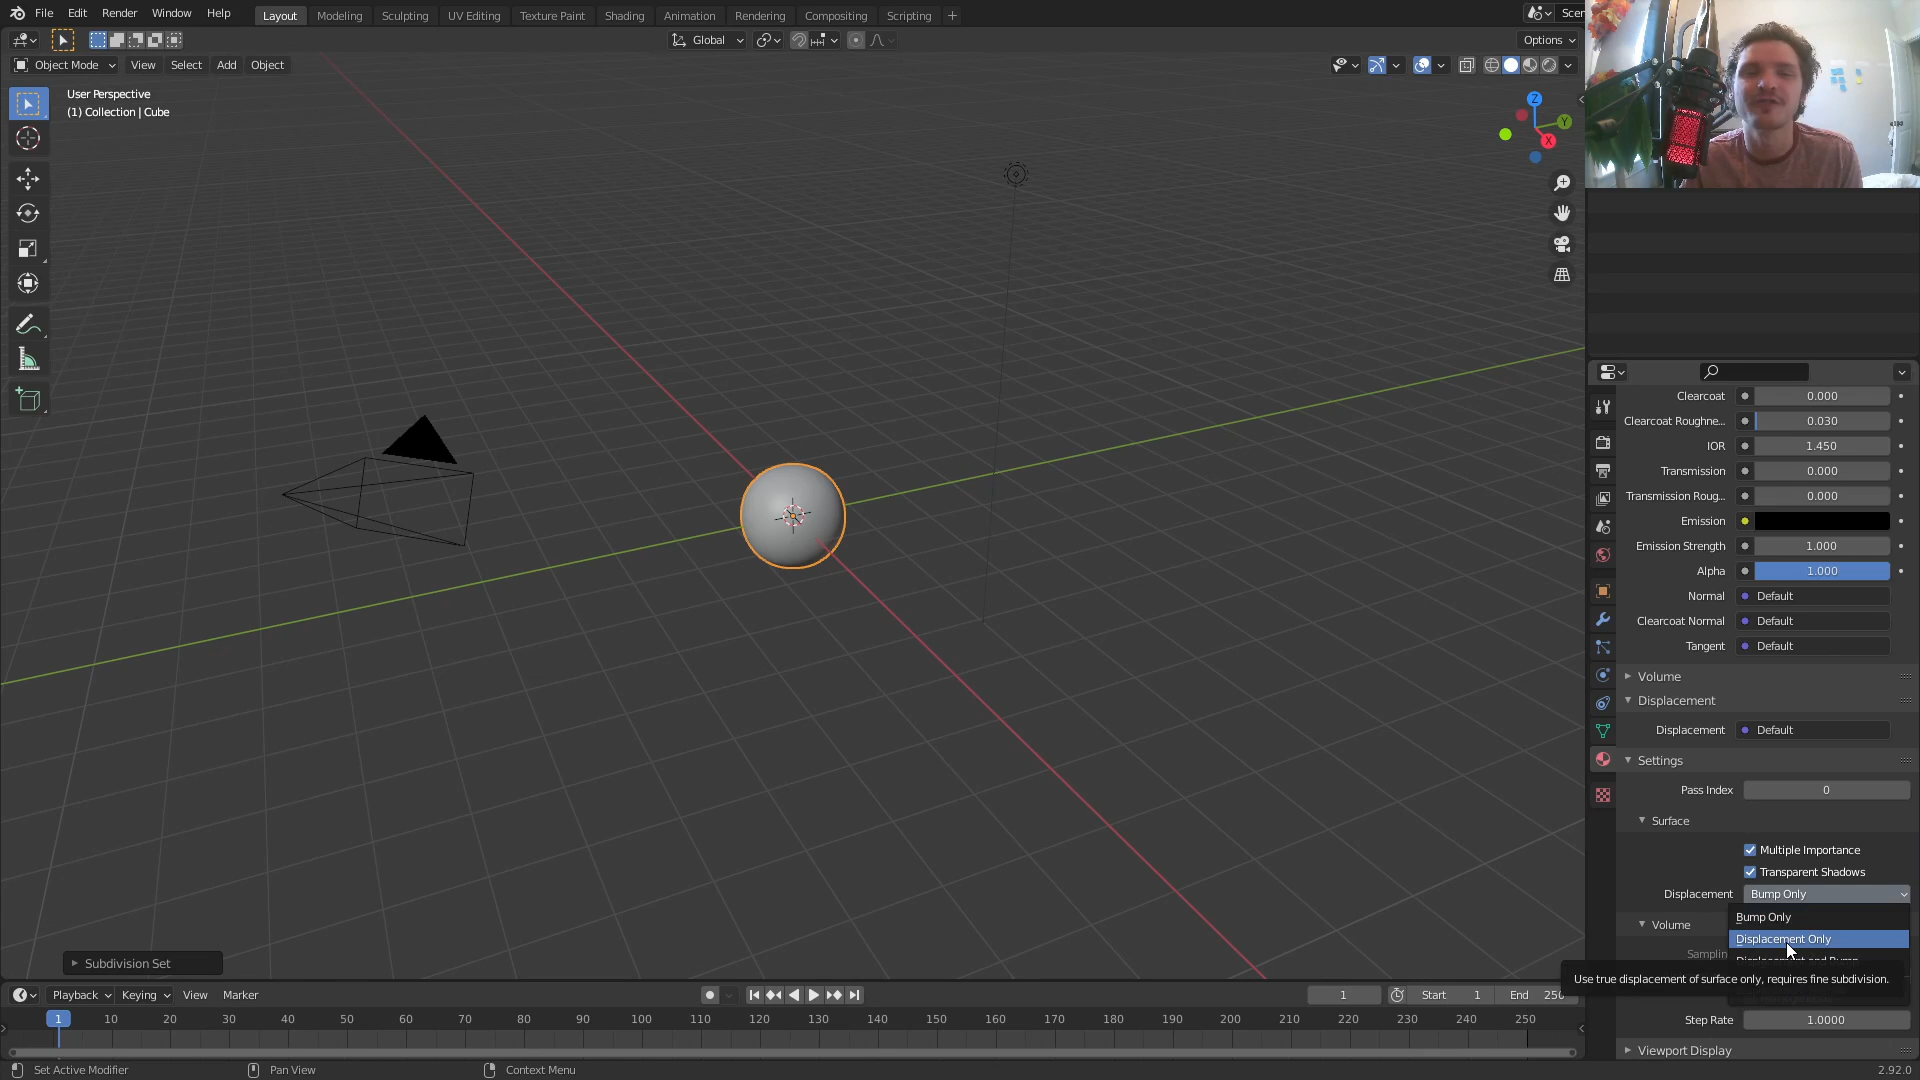 File Edit Render Window Help
Layout Modeling Sculpting UV Editing Texture Paint Shading Animation Rendering Compositing Scripting +
Scen
Global
Options
Object Mode View Select Add Object
User Perspective
(1) Collection | Cube
Z
Y
X
Clearcoat 0.000
Clearcoat Roughne... 0.030
IOR 1.450
Transmission 0.000
Transmission Roug... 0.000
Emission
Emission Strength 1.000
Alpha 1.000
Normal Default
Clearcoat Normal Default
Tangent Default
Volume
Displacement
Displacement Default
Settings
Pass Index 0
Surface
Multiple Importance
Transparent Shadows
Displacement Bump Only
Bump Only
Volume
Displacement Only
Samplin
Displacement and Bump
Use true displacement of surface only, requires fine subdivision.
Step Rate 1.0000
Viewport Display
Subdivision Set
Playback Keying View Marker
1 Start 1 End 250
1 10 20 30 40 50 60 70 80 90 100 110 120 130 140 150 160 170 180 190 200 210 220 230 240 250
Set Active Modifier Pan View Context Menu
2.92.0